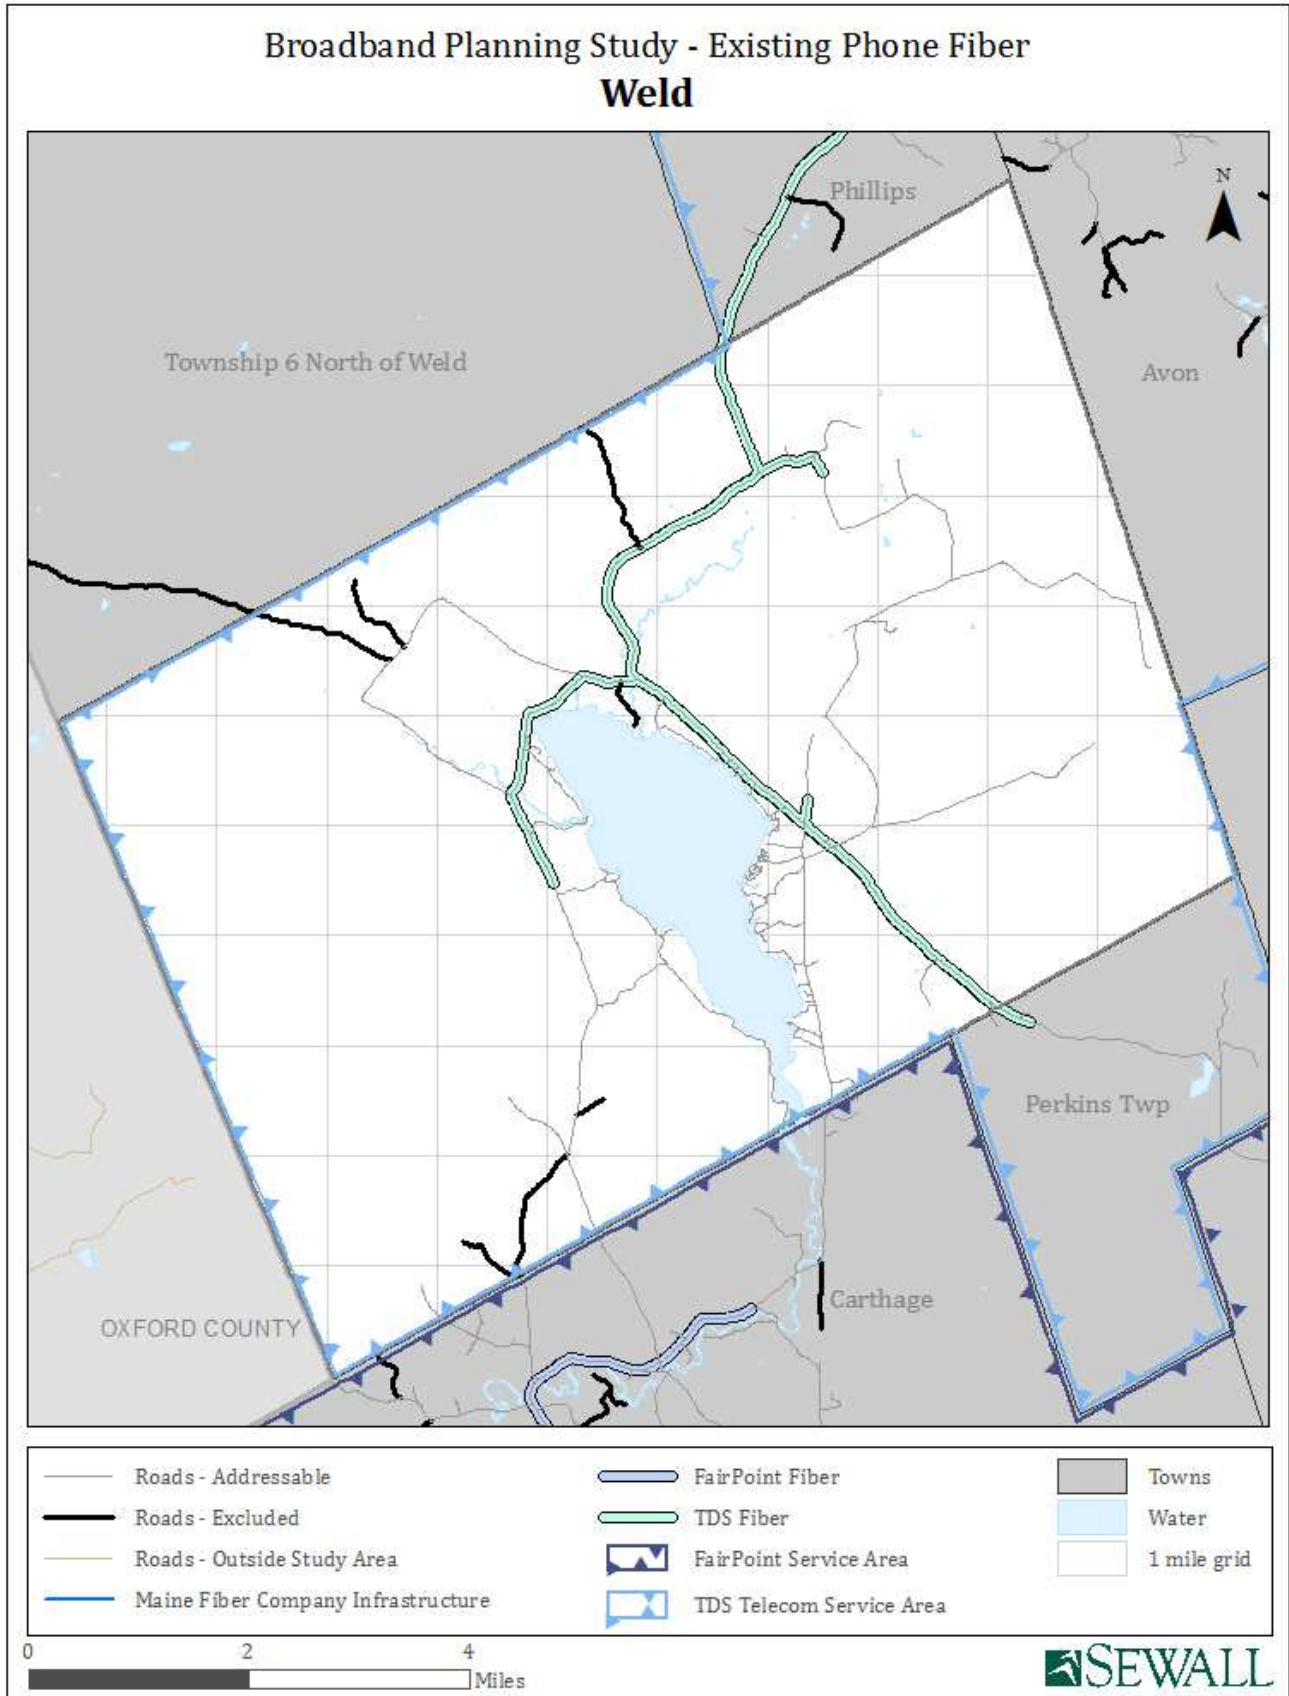 Broadband Planning Study - Existing Phone Fiber
Weld
N
Phillips
Township 6 North of Weld
Avon
Perkins Twp
Carthage
OXFORD COUNTY
Roads - Addressable
Roads - Excluded
Roads - Outside Study Area
Maine Fiber Company Infrastructure
FairPoint Fiber
TDS Fiber
FairPoint Service Area
TDS Telecom Service Area
Towns
Water
1 mile grid
0 2 4
Miles
SEWALL